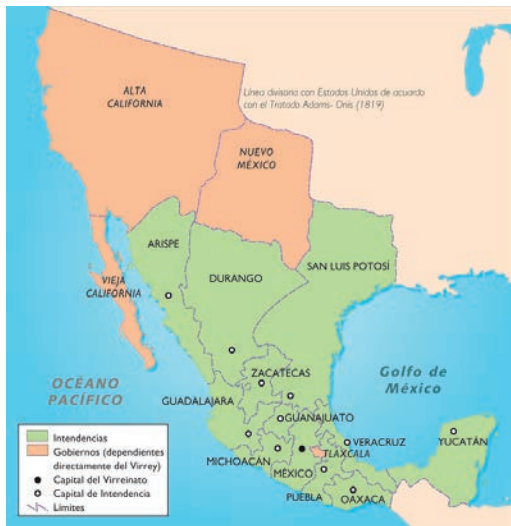 ALTA
CALIFORNIA
Línea divisoria con Estados Unidos de acuerdo
con el Tratado Adams- Onis (1819)
NUEVO
MÉXICO
ARISPE
DURANGO
SAN LUIS POTOSÍ
VIEJA
CALIFORNIA
ZACATECAS
OCÉANO
PACÍFICO
Golfo de
México
GUADALAJARA
GUANAJUATO
VERACRUZ
YUCATÁN
TLAXCALA
MICHOACÁN
MÉXICO
PUEBLA
OAXACA
Intendencias
Gobiernos (dependientes
directamente del Virrey)
Capital del Virreinato
Capital de Intendencia
Límites